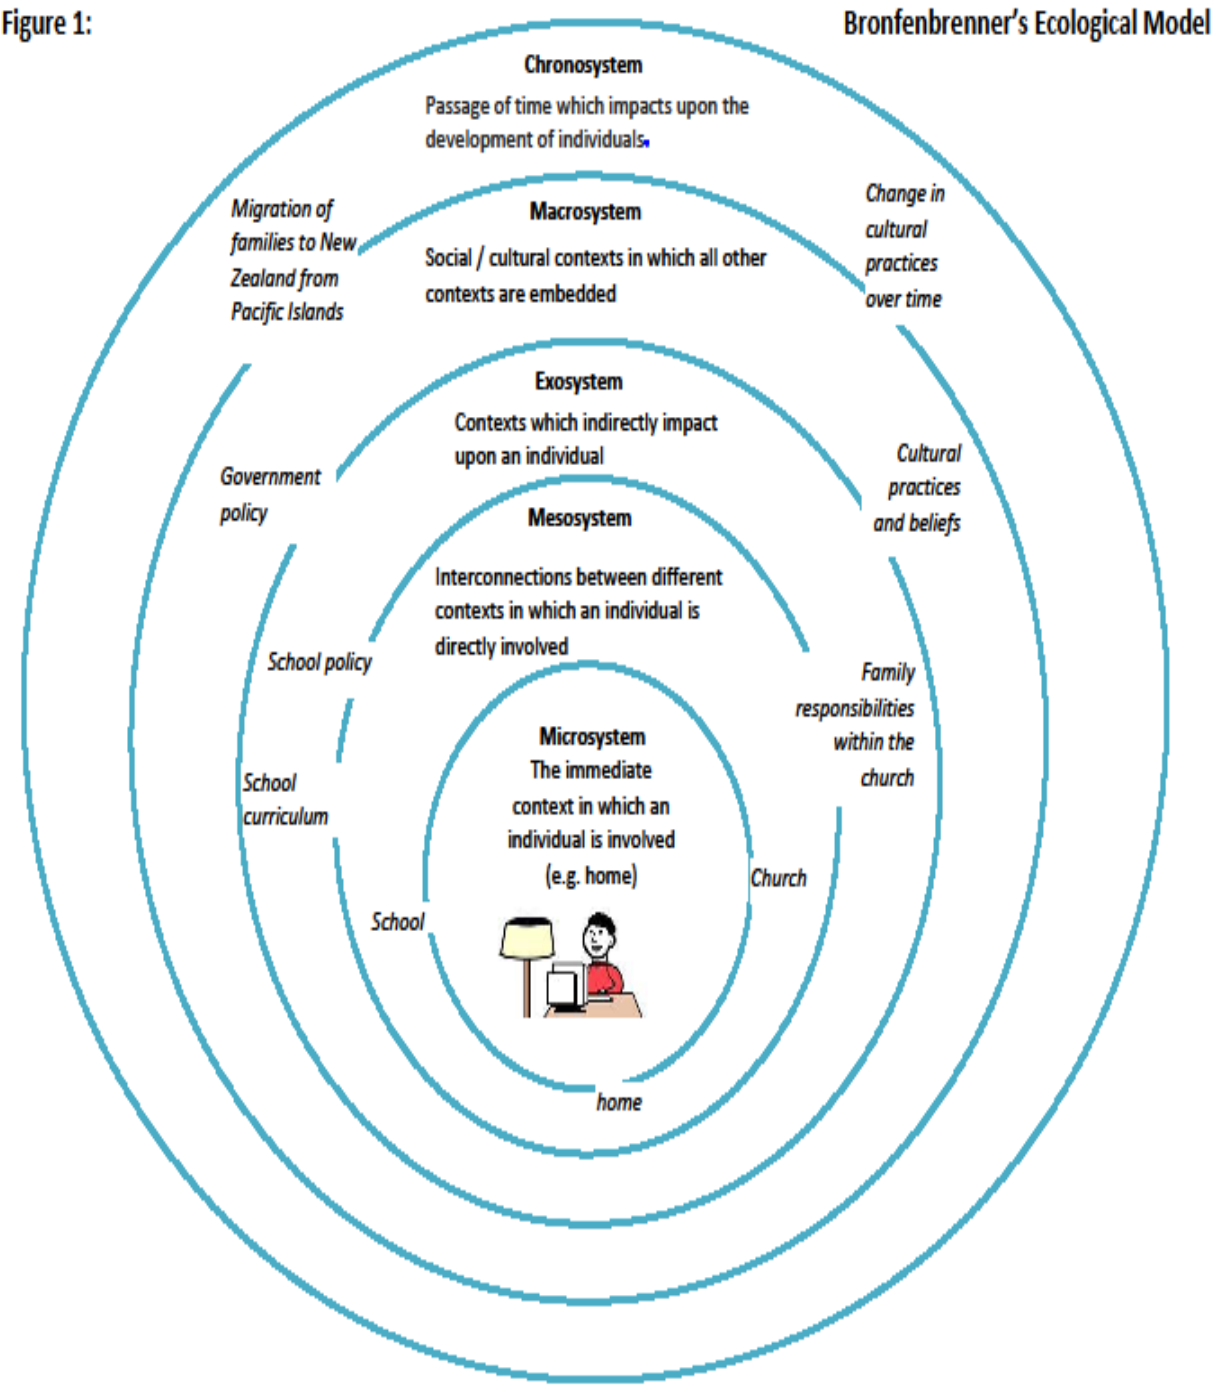 Figure 1:
Bronfenbrenner's Ecological Model
Chronosystem
Passage of time which impacts upon the
development of individuals.
Migration of
families to New
Zealand from
Pacific Islands
Change in
cultural
practices
over time
Macrosystem
Social / cultural contexts in which all other
contexts are embedded
Exosystem
Contexts which indirectly impact
upon an individual
Government
policy
Cultural
practices
and beliefs
Mesosystem
Interconnections between different
contexts in which an individual is
directly involved
School policy
Family
responsibilities
within the
church
School
curriculum
Microsystem
The immediate
context in which an
individual is involved
(e.g. home)
Church
School
home